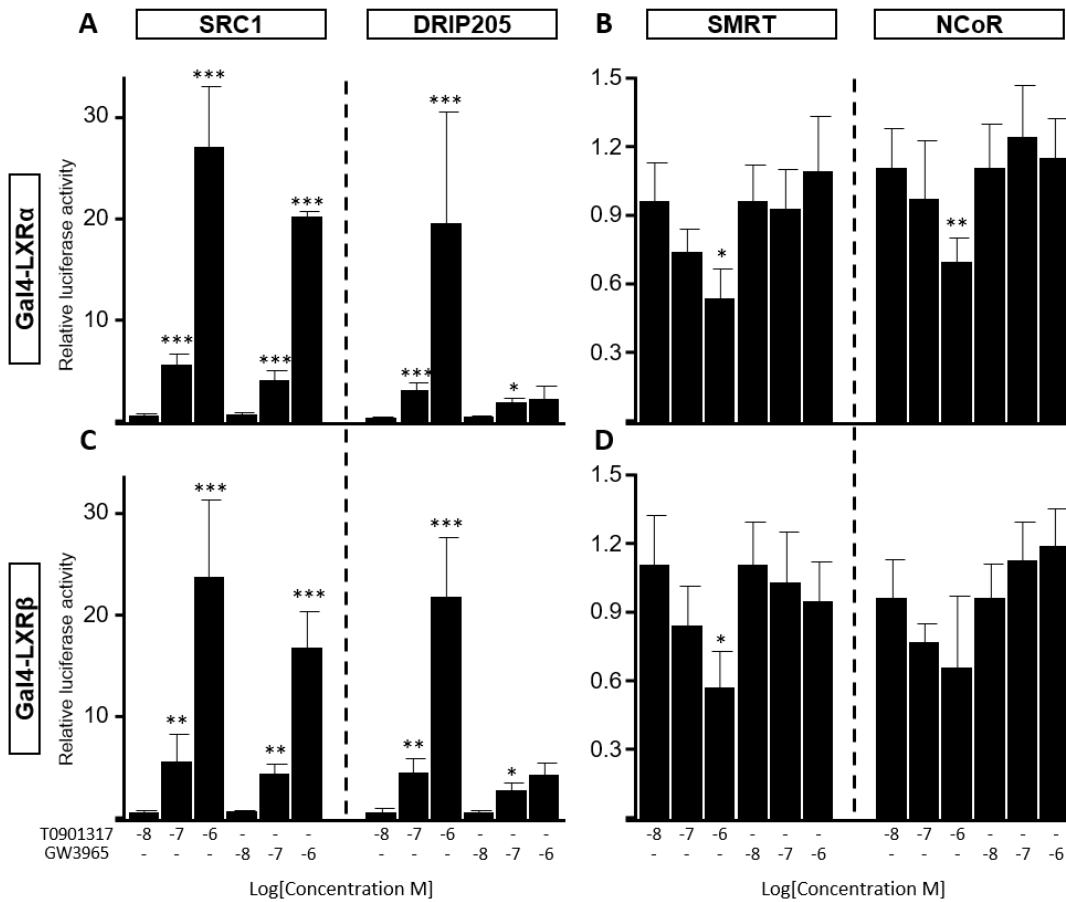 A SRC1 DRIP205 B SMRT NCoR
Gal4-LXRα
Relative luciferase activity
30
20
10
*** *** *** *** *** *** *
1.5
1.2
0.9
0.6
0.3
* **
C D
Gal4-LXRβ
Relative luciferase activity
30
20
10
** *** ** *** ** *** *
1.5
1.2
0.9
0.6
0.3
*
T0901317 -8 -7 -6 - - - -8 -7 -6 - - - -8 -7 -6 - - - -8 -7 -6 - - -
GW3965 - - - -8 -7 -6 - - - -8 -7 -6 - - - -8 -7 -6 - - - -8 -7 -6
Log[Concentration M] Log[Concentration M]